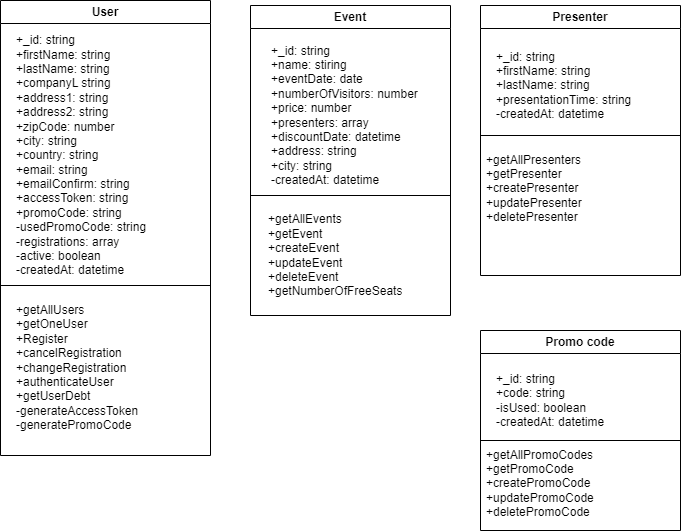 User
+_id: string
+firstName: string
+lastName: string
+companyL string
+address1: string
+address2: string
+zipCode: number
+city: string
+country: string
+email: string
+emailConfirm: string
+accessToken: string
+promoCode: string
-usedPromoCode: string
-registrations: array
-active: boolean
-createdAt: datetime
+getAllUsers
+getOneUser
+Register
+cancelRegistration
+changeRegistration
+authenticateUser
+getUserDebt
-generateAccessToken
-generatePromoCode
Event
+_id: string
+name: stirng
+eventDate: date
+numberOfVisitors: number
+price: number
+presenters: array
+discountDate: datetime
+address: string
+city: string
-createdAt: datetime
+getAllEvents
+getEvent
+createEvent
+updateEvent
+deleteEvent
+getNumberOfFreeSeats
Presenter
+_id: string
+firstName: string
+lastName: string
+presentationTime: string
-createdAt: datetime
+getAllPresenters
+getPresenter
+createPresenter
+updatePresenter
+deletePresenter
Promo code
+_id: string
+code: string
-isUsed: boolean
-createdAt: datetime
+getAllPromoCodes
+getPromoCode
+createPromoCode
+updatePromoCode
+deletePromoCode